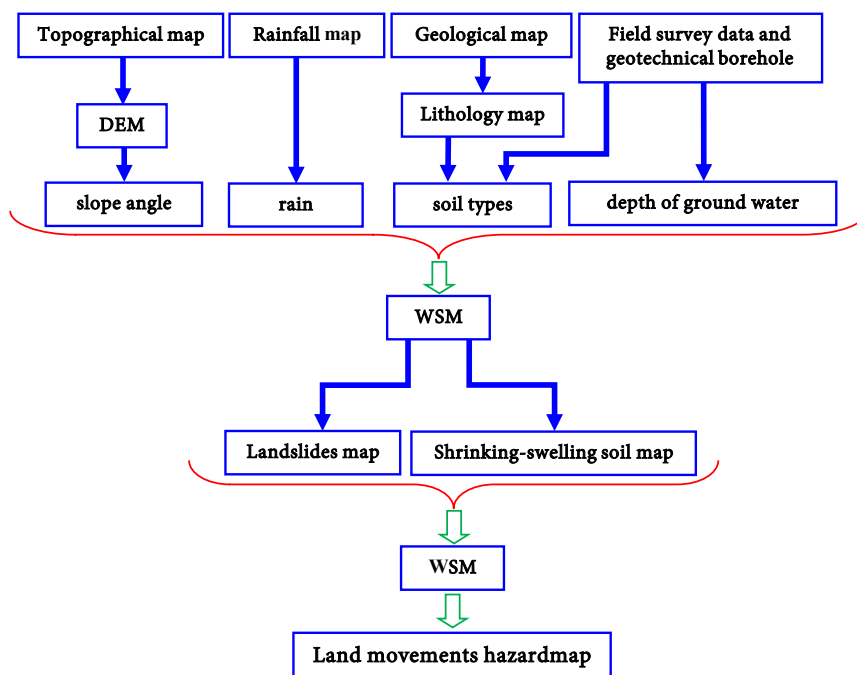 Topographical map
Rainfall map
Geological map
Field survey data and
geotechnical borehole
DEM
Lithology map
slope angle
rain
soil types
depth of ground water
WSM
Landslides map
Shrinking-swelling soil map
WSM
Land movements hazardmap